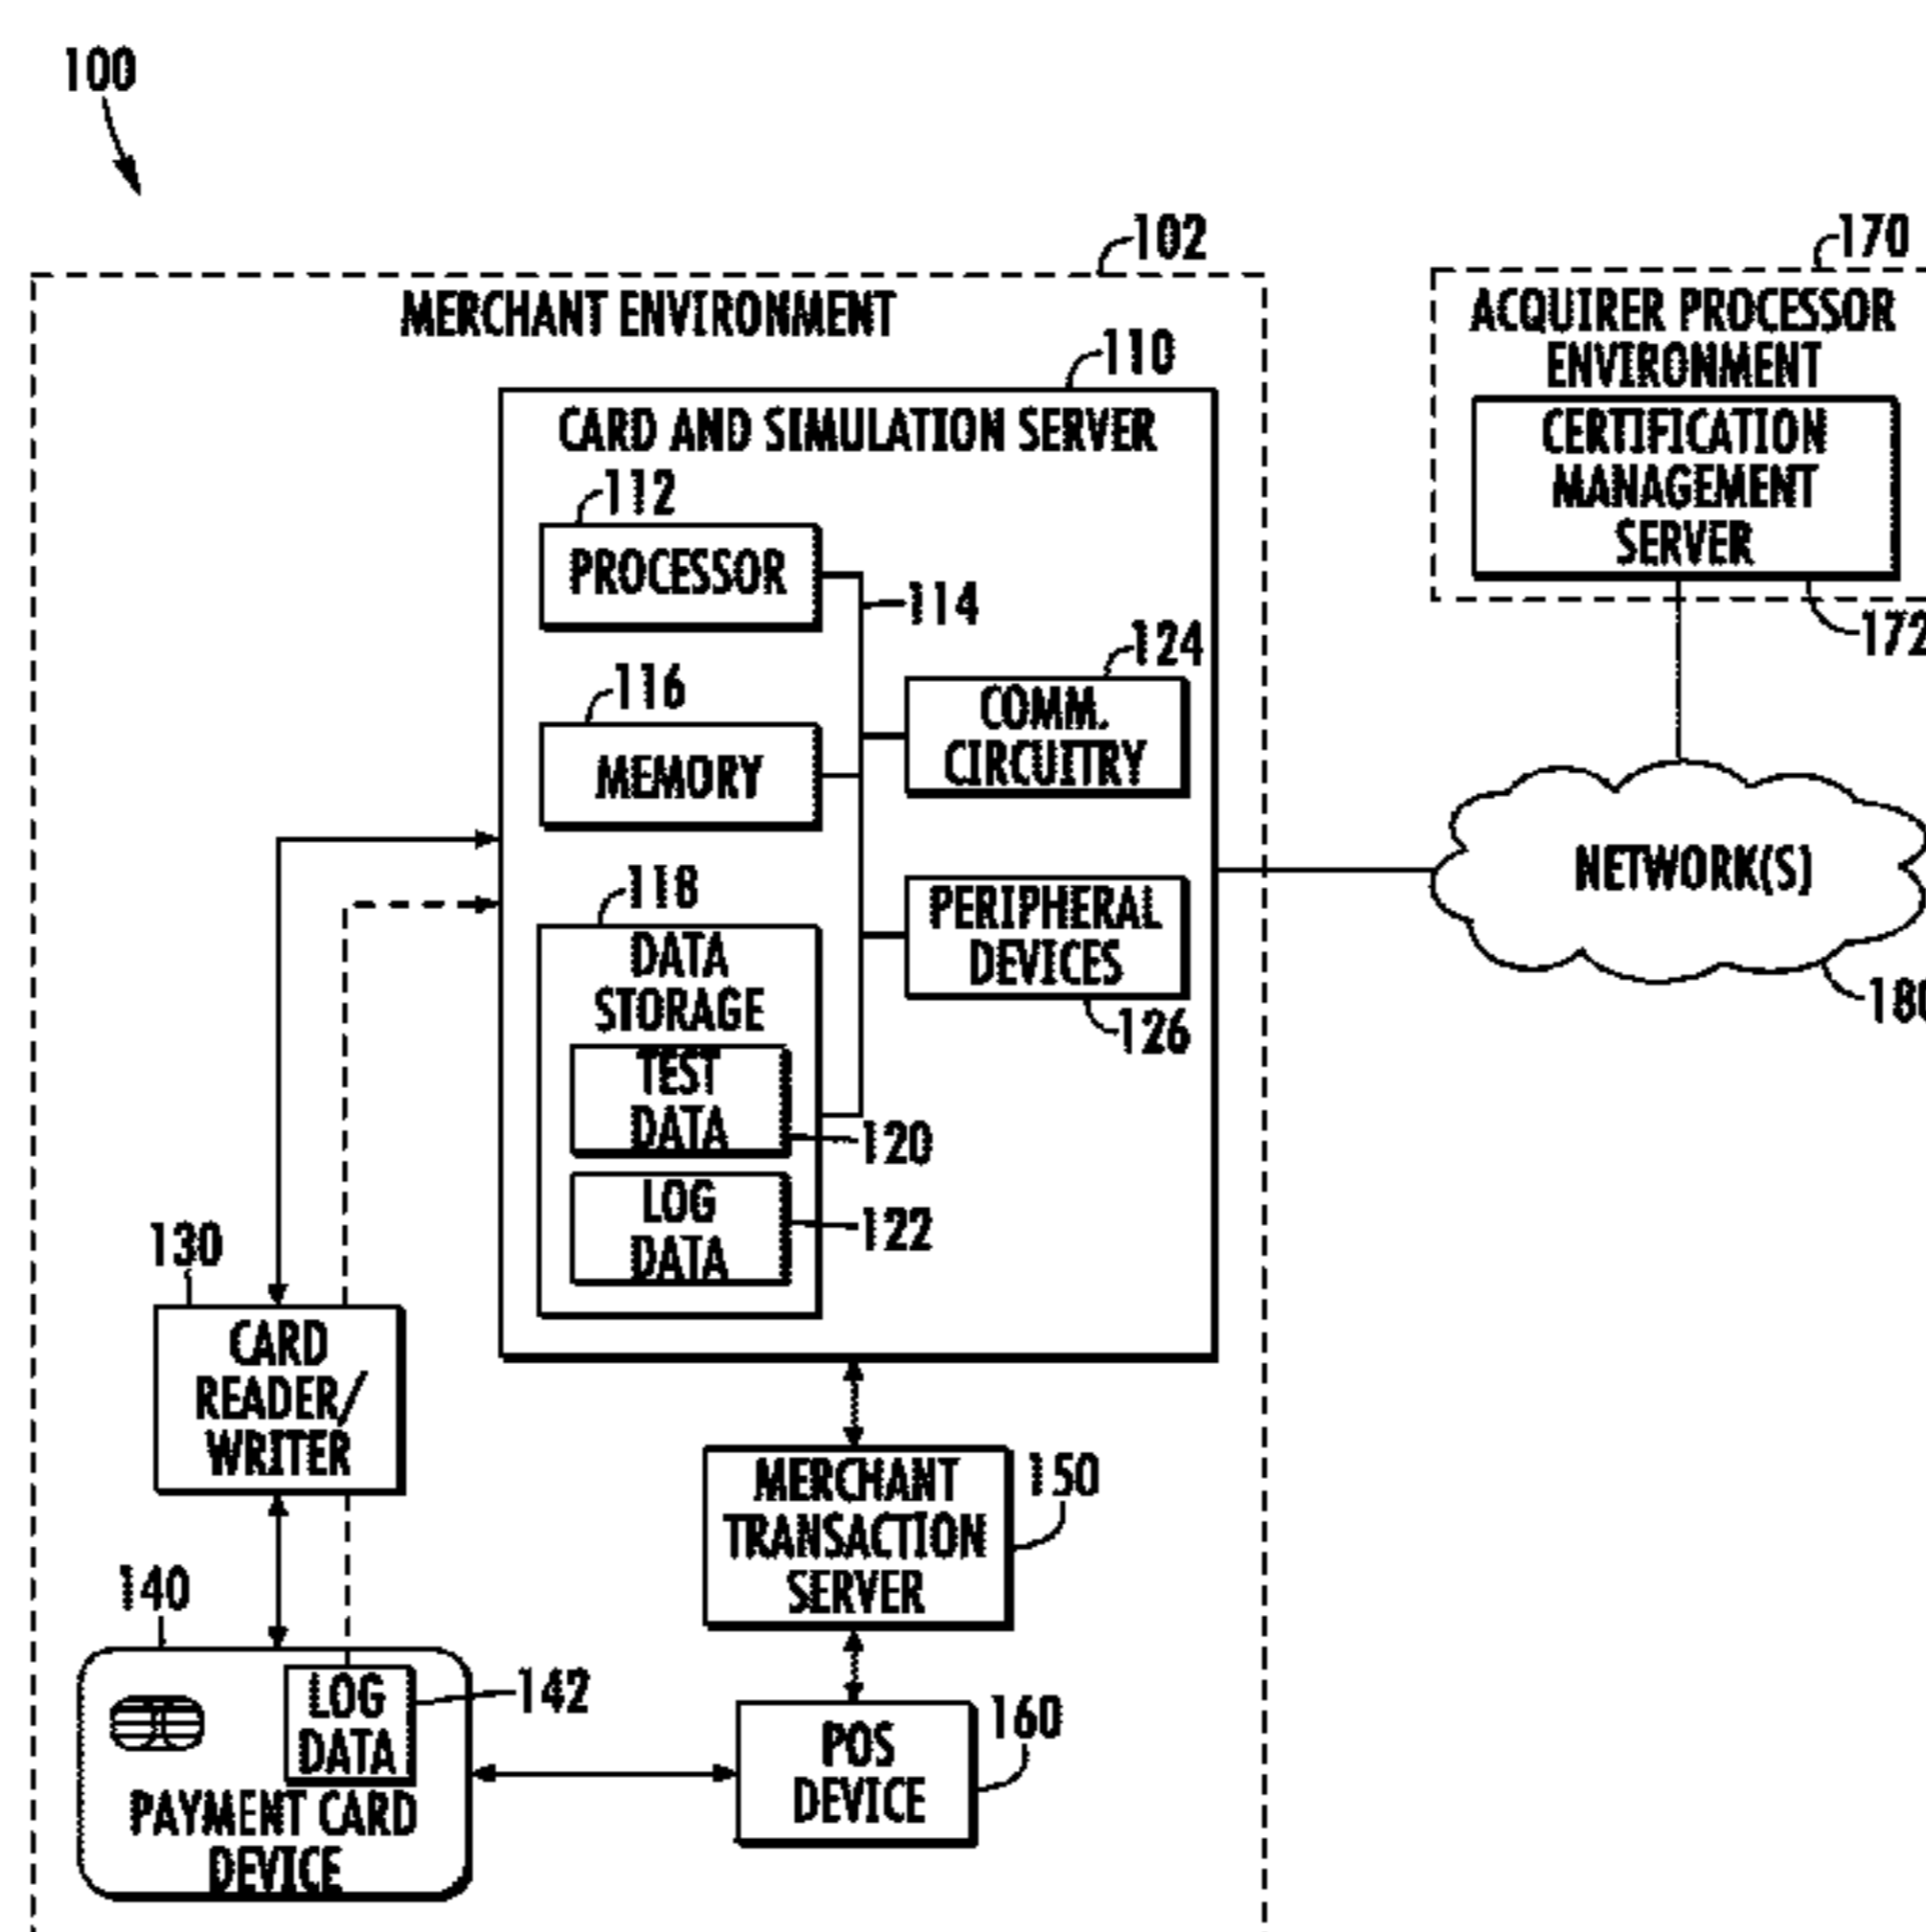 100
102
170
MERCHANT ENVIRONMENT
ACQUIRER PROCESSOR
ENVIRONMENT
110
CARD AND SIMULATION SERVER
CERTIFICATION
MANAGEMENT
SERVER
112
PROCESSOR
114
172
124
116
COMM.
CIRCUITRY
MEMORY
NETWORK(S)
118
PERIPHERAL
DEVICES
DATA
STORAGE
126
TEST
DATA
120
LOG
DATA
122
130
CARD
READER/
WRITER
MERCHANT
TRANSACTION
SERVER
150
140
LOG
DATA
142
160
POS
DEVICE
PAYMENT CARD
DEVICE